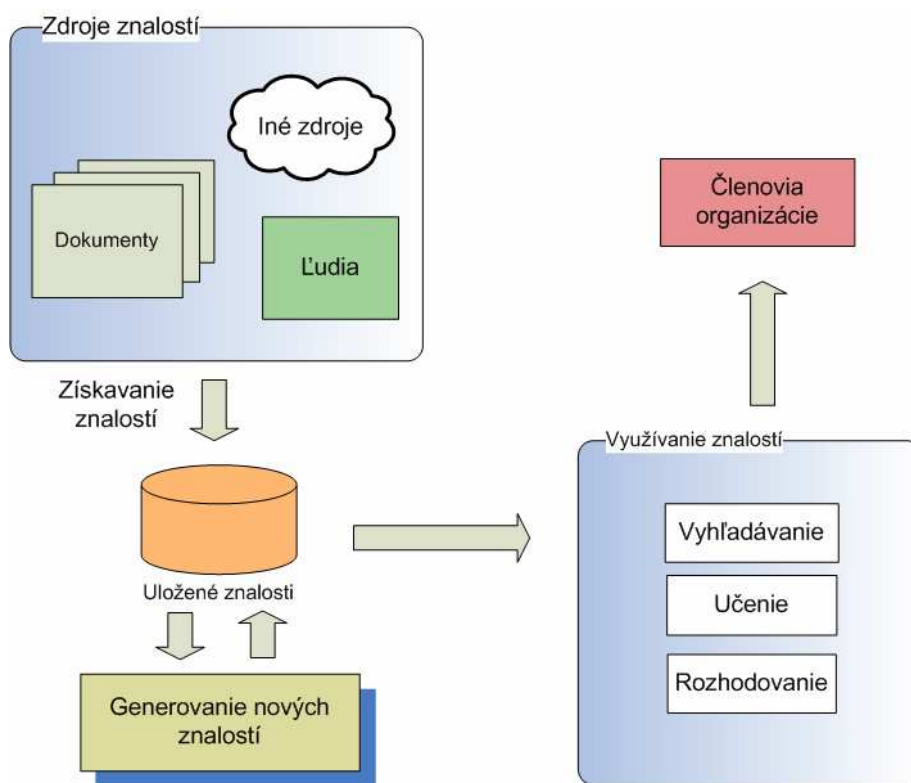 Zdroje znalostí
Iné zdroje
Dokumenty
Ľudia
Získavanie
znalostí
Uložené znalosti
Generovanie nových
znalostí
Členovia
organizácie
Využívanie znalostí
Vyhľadávanie
Učenie
Rozhodovanie